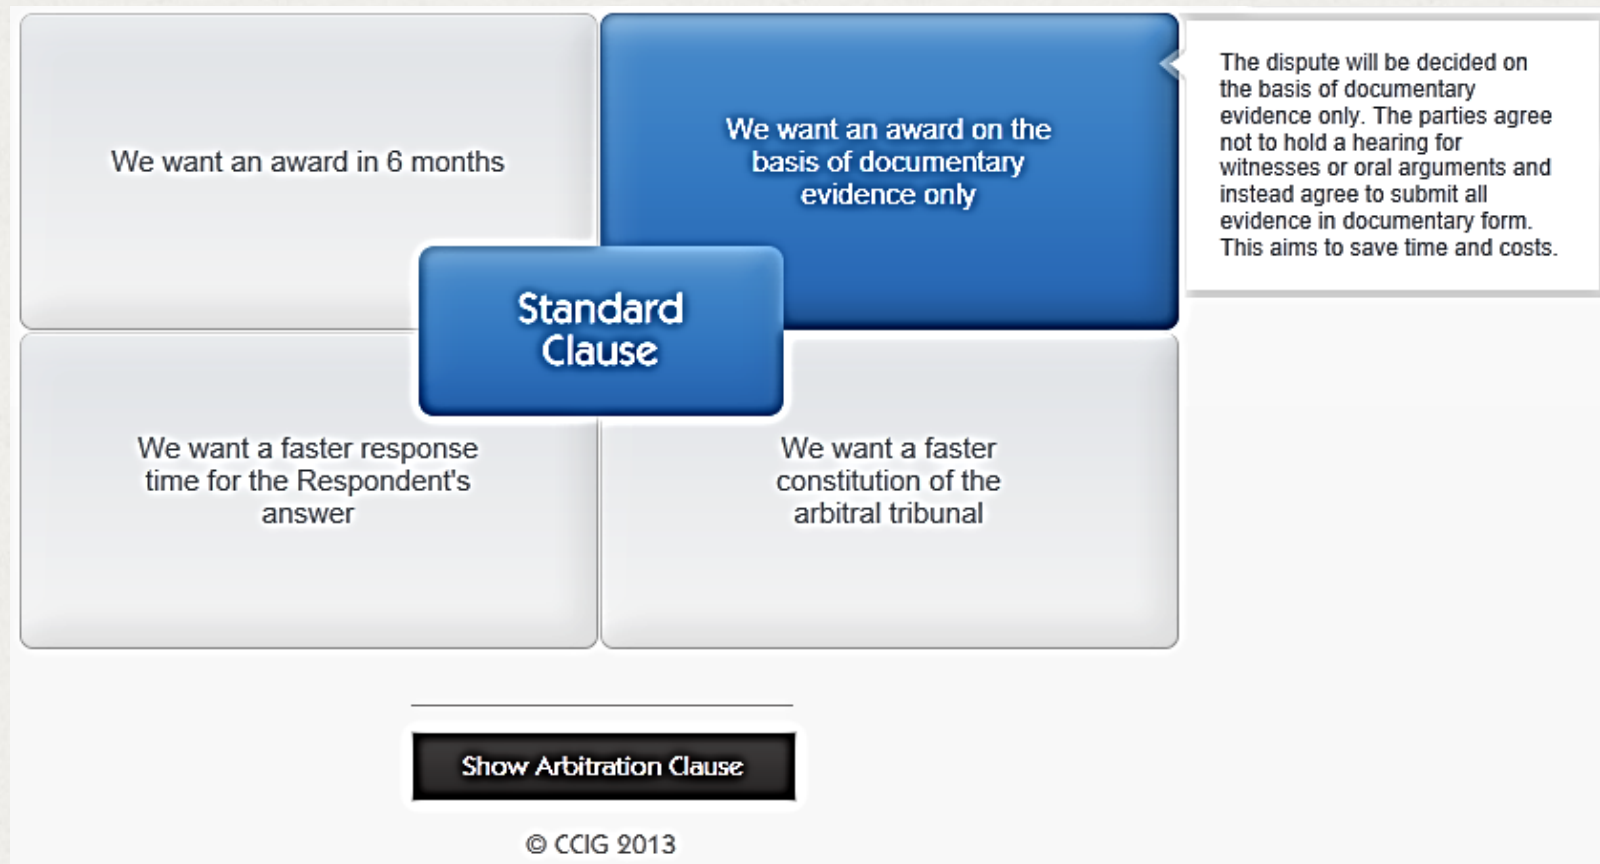 We want an award in 6 months
We want an award on the
basis of documentary
evidence only
The dispute will be decided on
the basis of documentary
evidence only. The parties agree
not to hold a hearing for
witnesses or oral arguments and
instead agree to submit all
evidence in documentary form.
This aims to save time and costs.
Standard
Clause
We want a faster response
time for the Respondent's
answer
We want a faster
constitution of the
arbitral tribunal
Show Arbitration Clause
© CCIG 2013